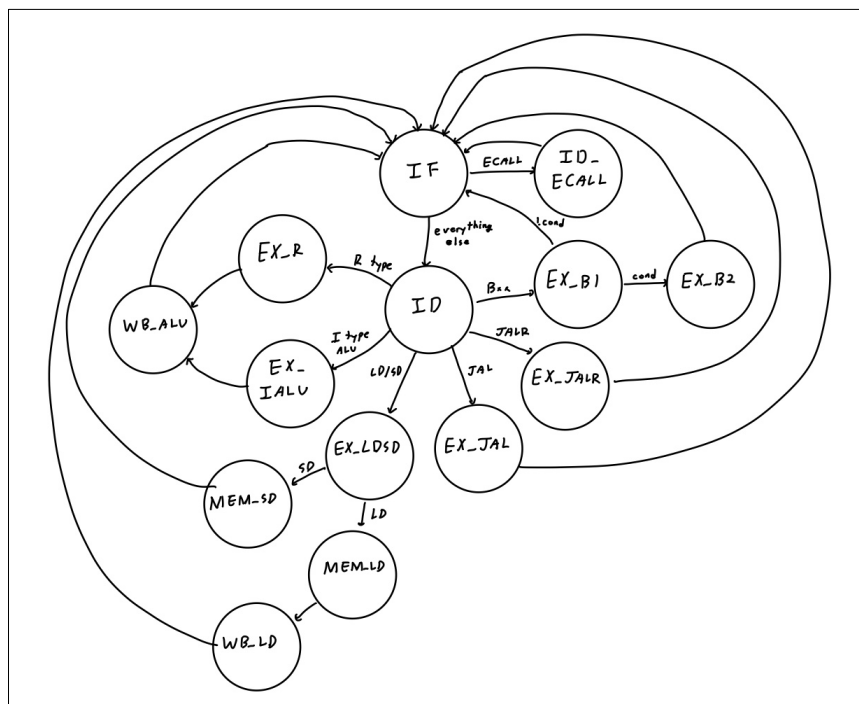 IF
ECALL
ID_
ECALL
everything
else
!cond
EX_R
R type
ID
Bxx
EX_B1
cond
EX_B2
WB_ALU
I type
ALU
JALR
EX_
IALU
LD/SD
JAL
EX_JALR
EX_LDSD
EX_JAL
SD
MEM_SD
LD
MEM_LD
WB_LD